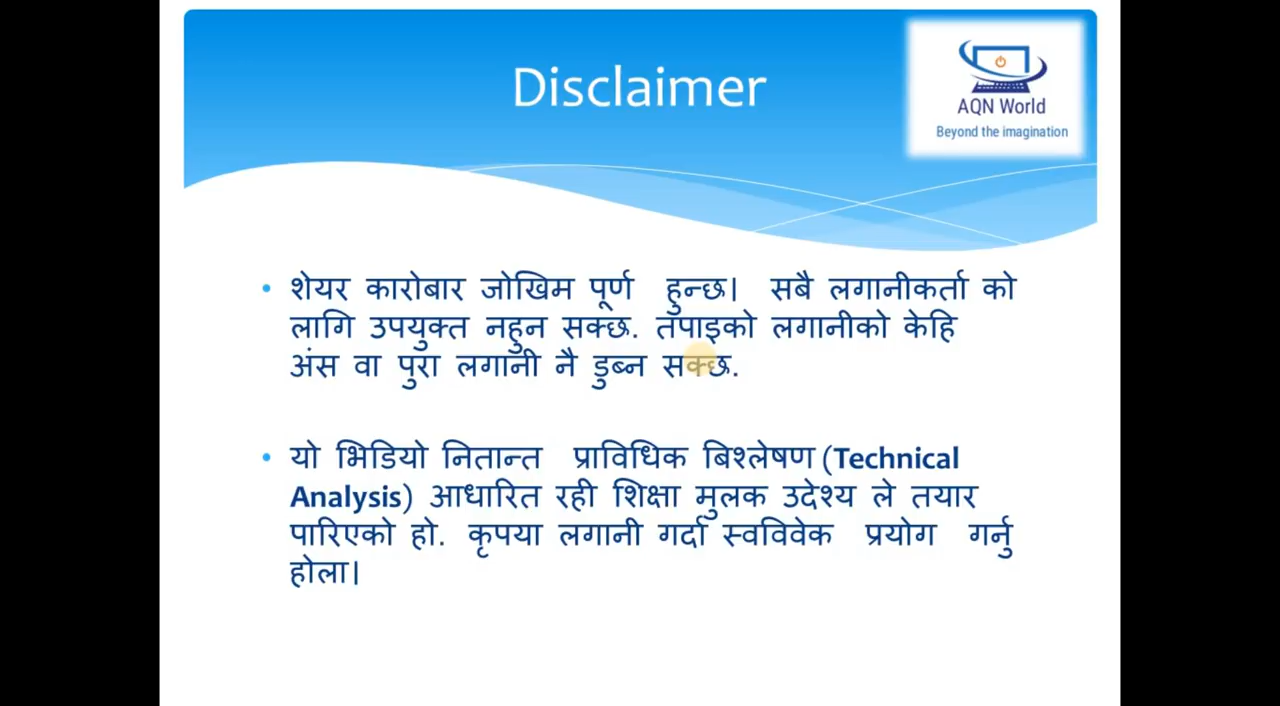 Disclaimer
AQN World
Beyond the imagination
• शेयर कारोबार जोखिम पूर्ण हुन्छ। सबै लगानीकर्ता को
लागि उपयुक्त नहुन सक्छ. तपाइको लगानीको केहि
अंस वा पुरा लगानी नै डुब्न सक्छ.
• यो भिडियो नितान्त प्राविधिक बिश्लेषण (Technical
Analysis) आधारित रही शिक्षा मुलक उदेश्य ले तयार
पारिएको हो. कृपया लगानी गर्दा स्वविवेक प्रयोग गर्नु
होला।